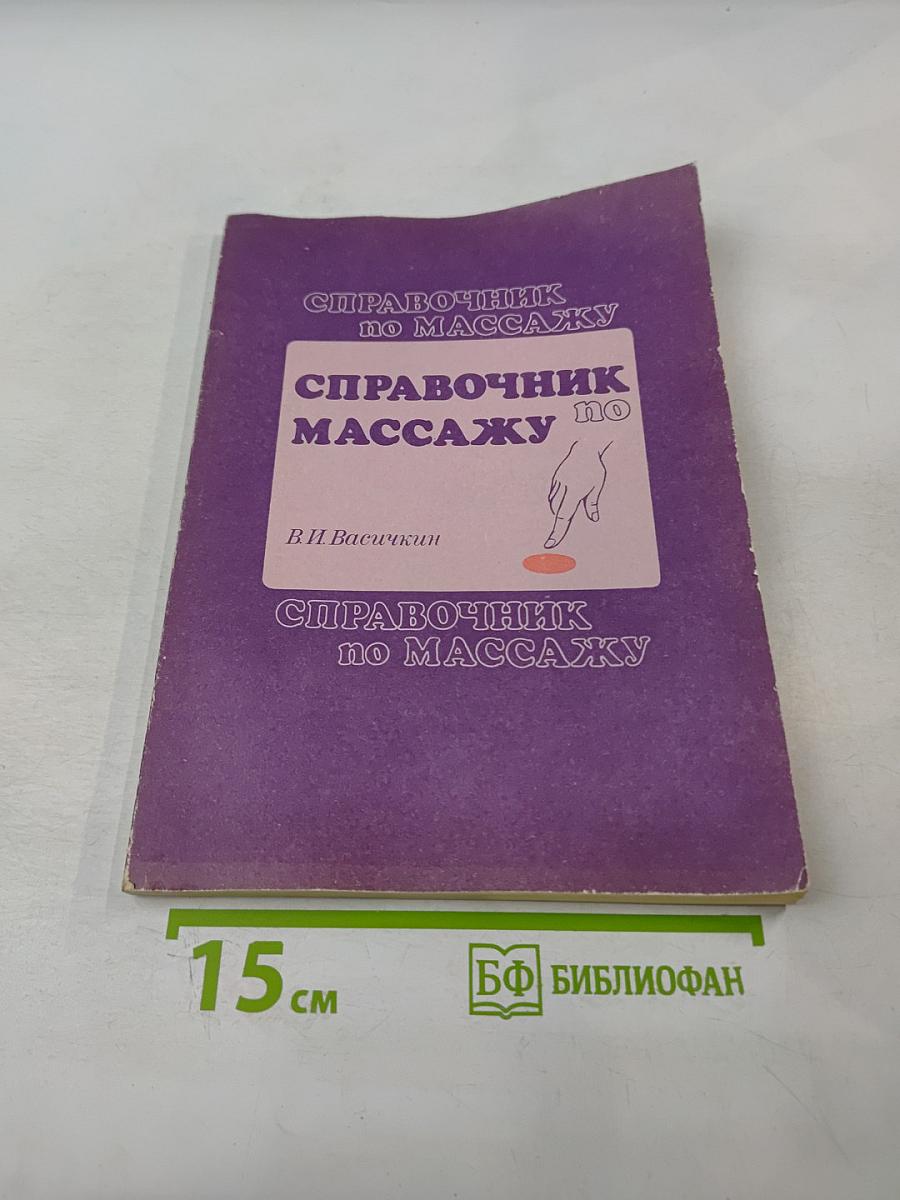 СПРАВОЧНИК
по МАССАЖУ
СПРАВОЧНИК
по
МАССАЖУ
В.И.Васичкин
СПРАВОЧНИК
по МАССАЖУ
15 см
БФ БИБЛИОФАН